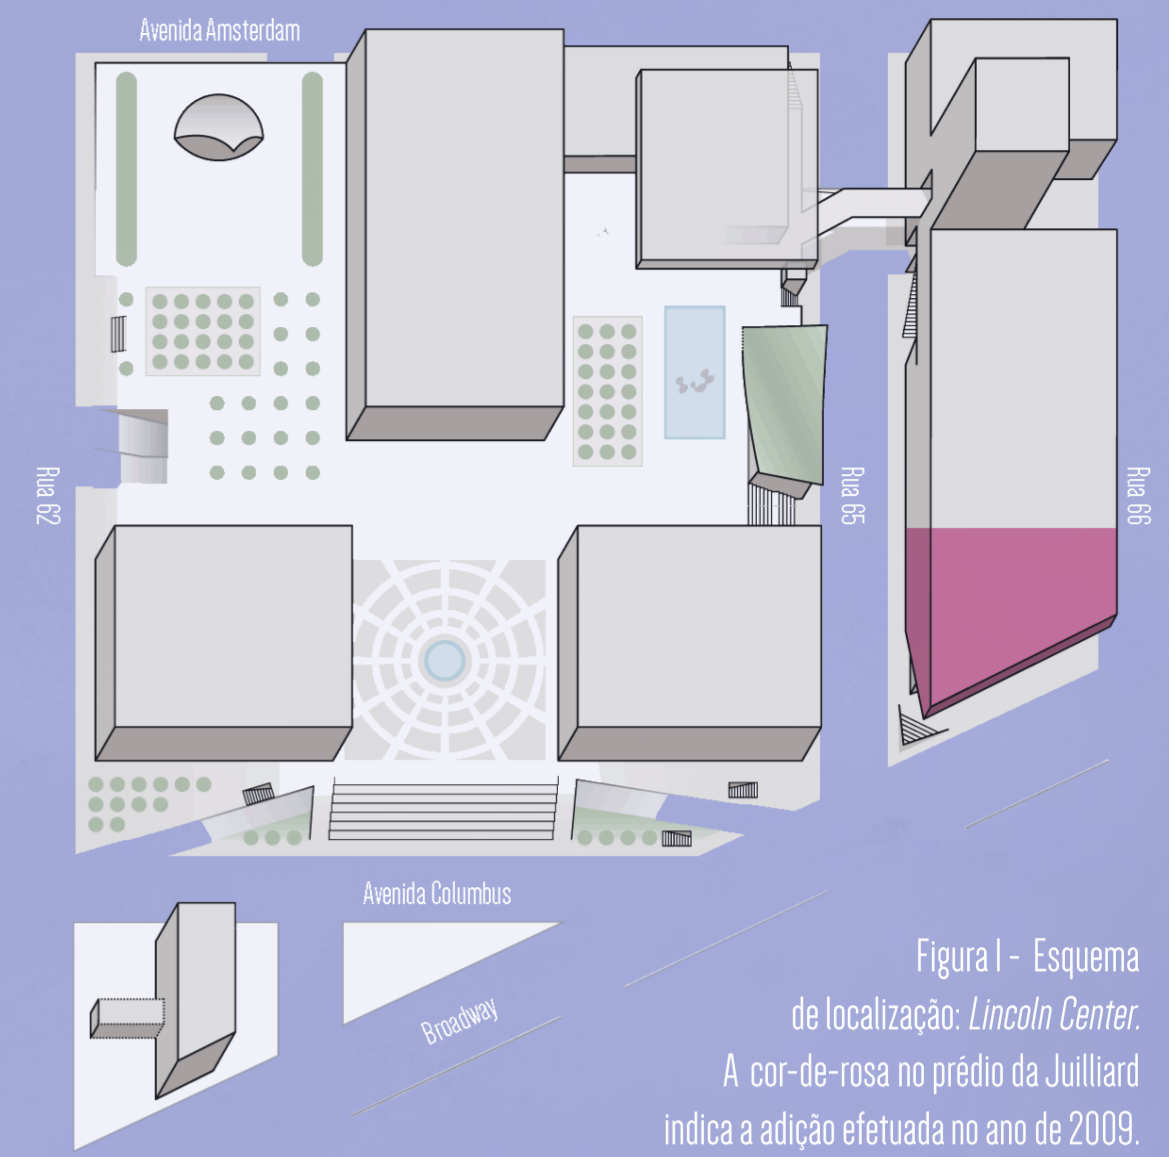 Avenida Amsterdam
Rua 62
Rua 65
Rua 66
Avenida Columbus
Broadway
Figura I - Esquema
de localização: Lincoln Center.
A cor-de-rosa no prédio da Juilliard
indica a adição efetuada no ano de 2009.